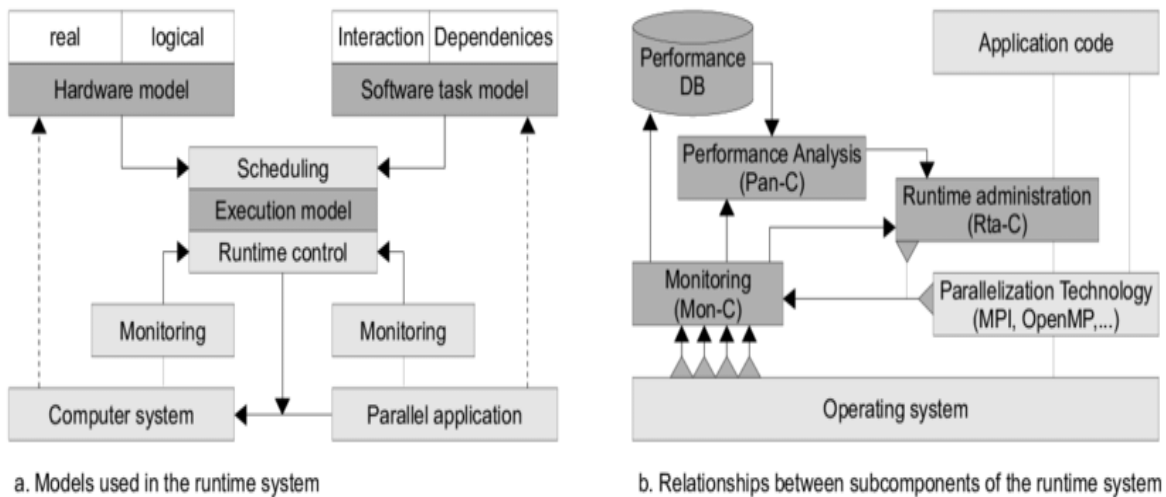 real
logical
Hardware model
Interaction
Dependenices
Software task model
Scheduling
Execution model
Runtime control
Monitoring
Monitoring
Computer system
Parallel application
a. Models used in the runtime system
Performance
DB
Application code
Performance Analysis
(Pan-C)
Runtime administration
(Rta-C)
Monitoring
(Mon-C)
Parallelization Technology
(MPI, OpenMP,...)
Operating system
b. Relationships between subcomponents of the runtime system